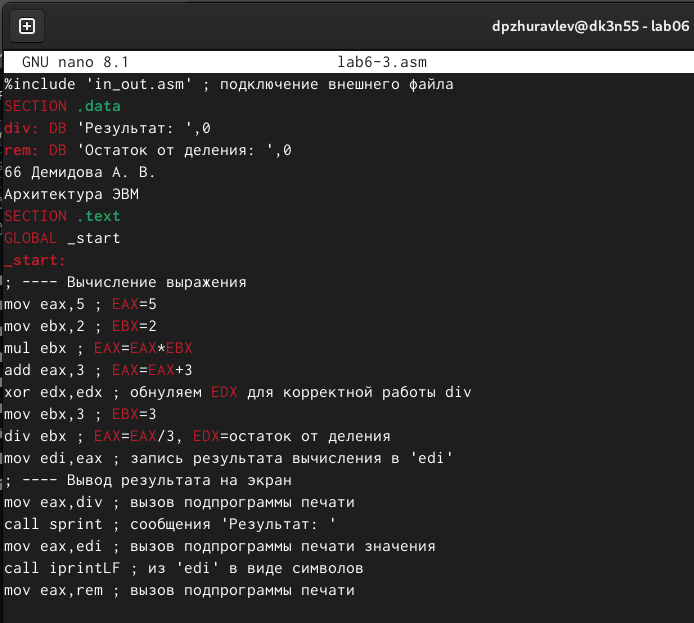 dpzhuravlev@dk3n55 - lab06
GNU nano 8.1 lab6-3.asm
%include 'in_out.asm' ; подключение внешнего файла
SECTION .data
div: DB 'Результат: ',0
rem: DB 'Остаток от деления: ',0
66 Демидова А. В.
Архитектура ЭВМ
SECTION .text
GLOBAL _start
_start:
; ---- Вычисление выражения
mov eax,5 ; EAX=5
mov ebx,2 ; EBX=2
mul ebx ; EAX=EAX*EBX
add eax,3 ; EAX=EAX+3
xor edx,edx ; обнуляем EDX для корректной работы div
mov ebx,3 ; EBX=3
div ebx ; EAX=EAX/3, EDX=остаток от деления
mov edi,eax ; запись результата вычисления в 'edi'
; ---- Вывод результата на экран
mov eax,div ; вызов подпрограммы печати
call sprint ; сообщения 'Результат: '
mov eax,edi ; вызов подпрограммы печати значения
call iprintLF ; из 'edi' в виде символов
mov eax,rem ; вызов подпрограммы печати